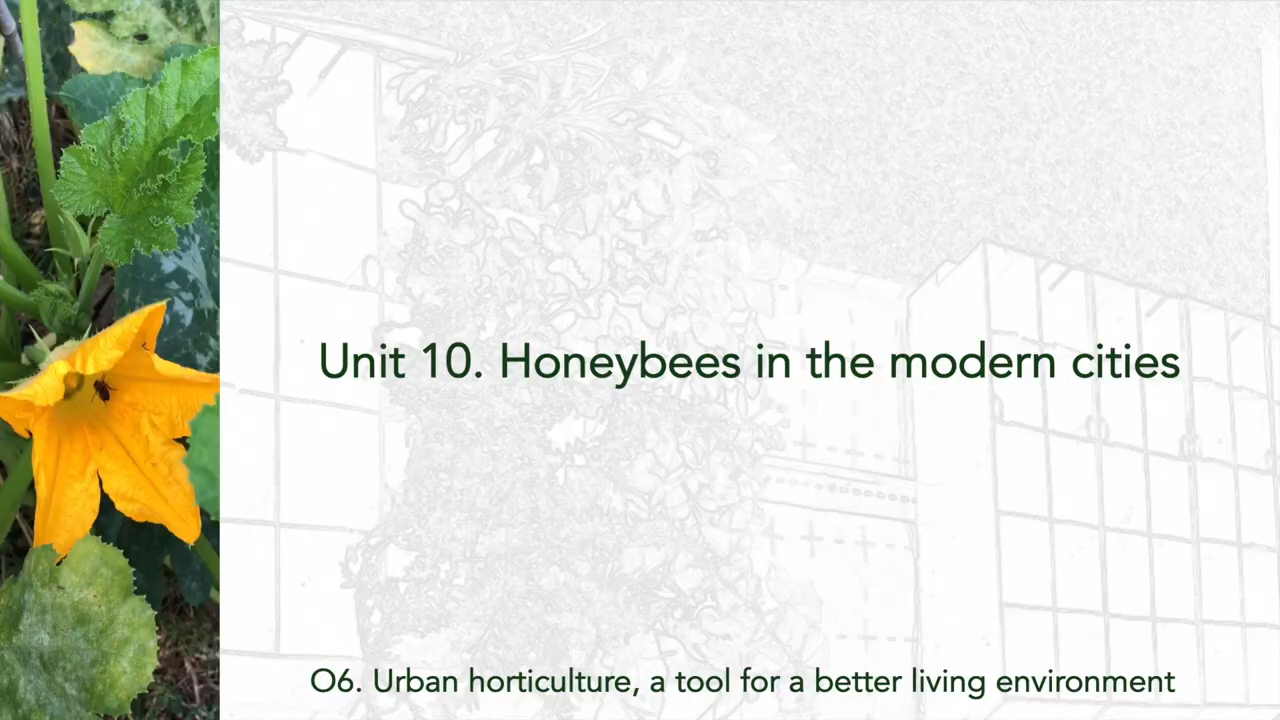 Unit 10. Honeybees in the modern cities
O6. Urban horticulture, a tool for a better living environment